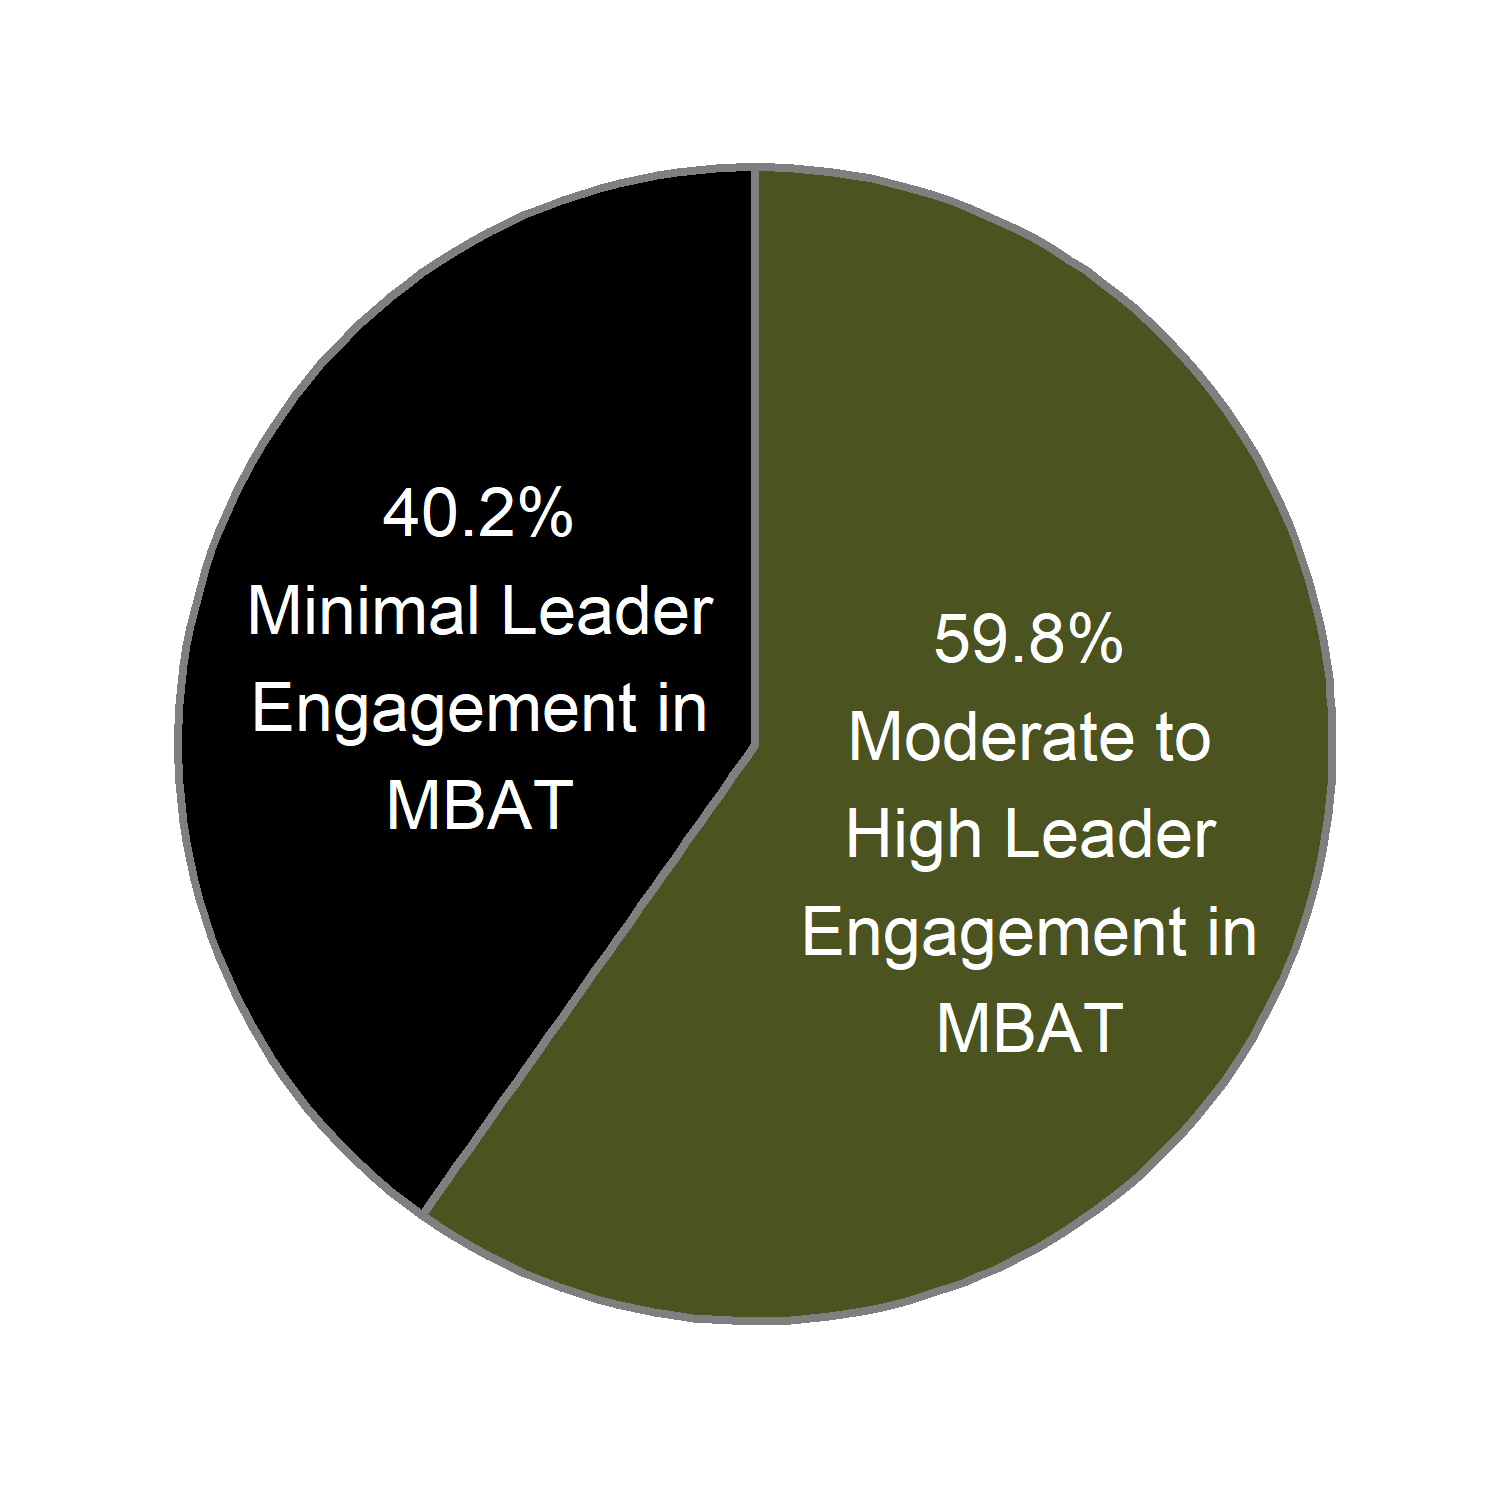 40.2%
Minimal Leader
Engagement in
MBAT
59.8%
Moderate to
High Leader
Engagement in
MBAT